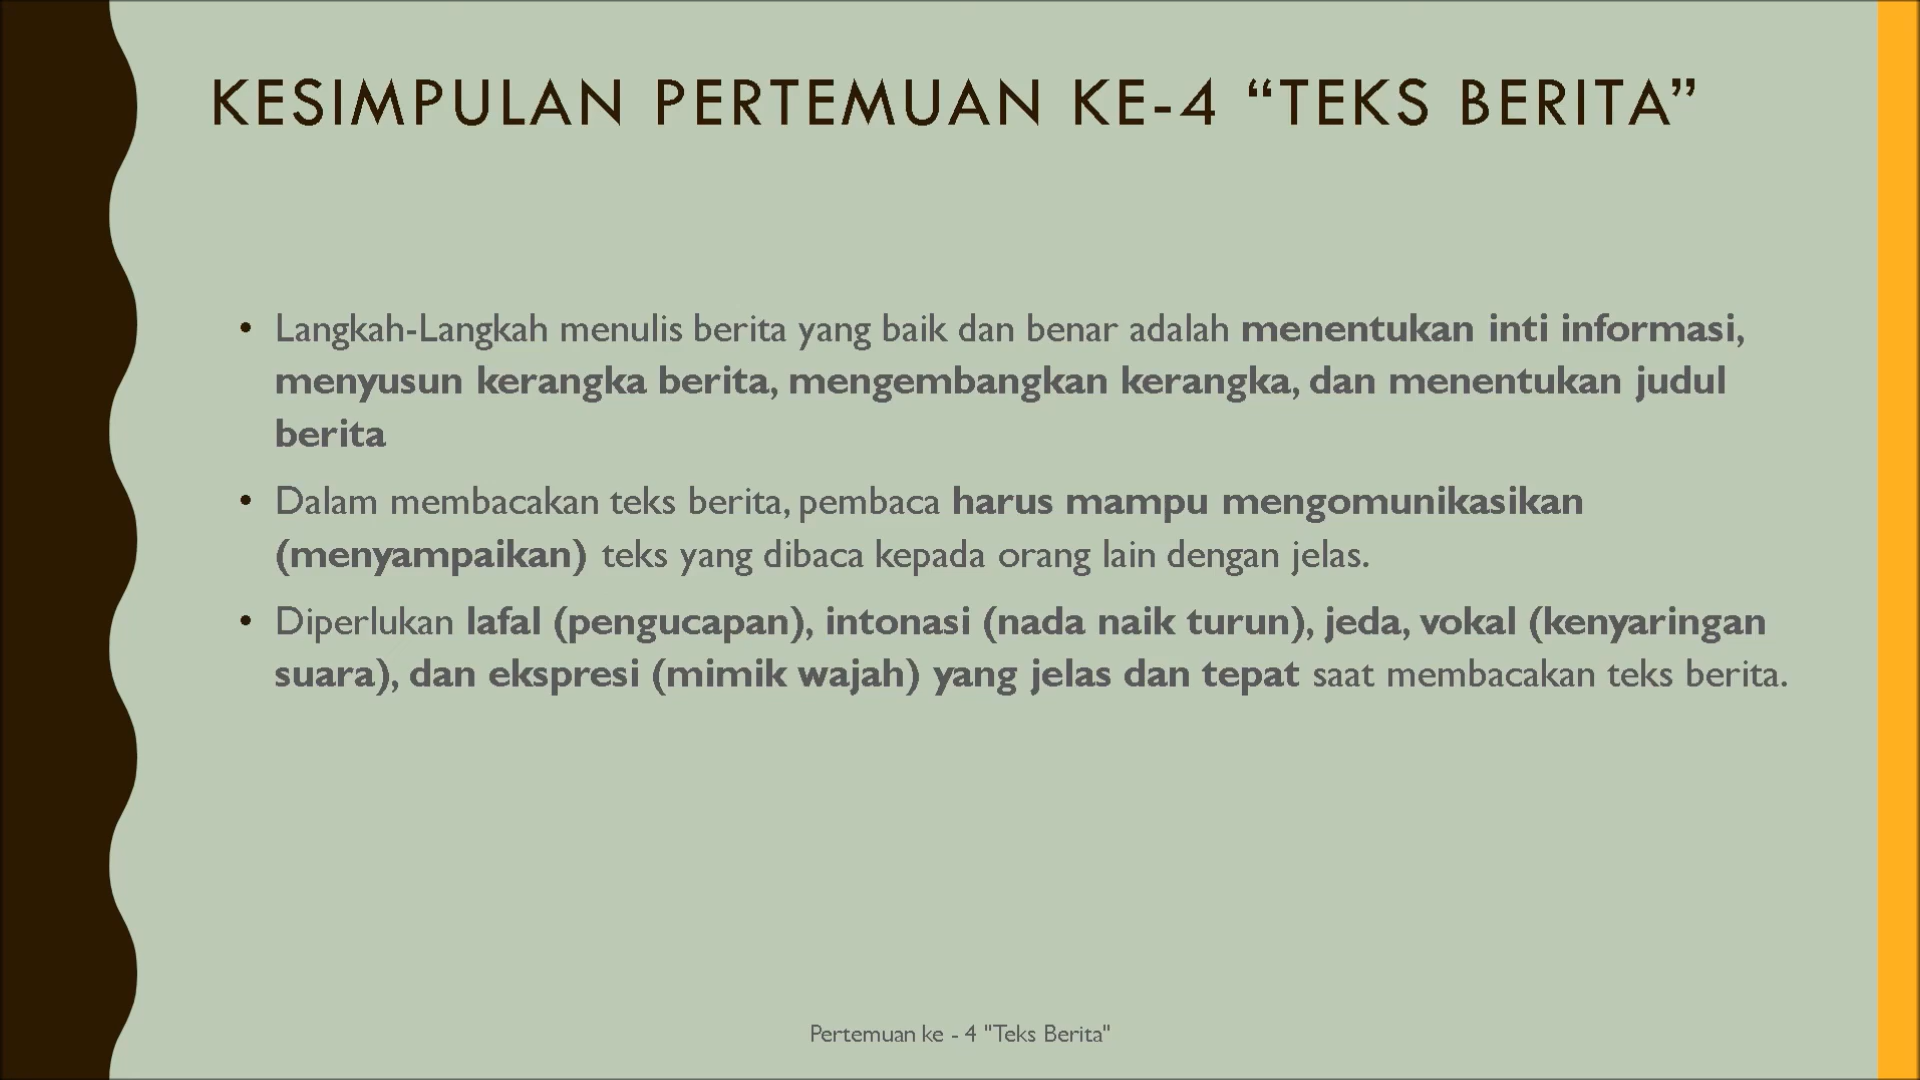 KESIMPULAN PERTEMUAN KE-4 “TEKS BERITA”
• Langkah-Langkah menulis berita yang baik dan benar adalah menentukan inti informasi,
menyusun kerangka berita, mengembangkan kerangka, dan menentukan judul
berita
• Dalam membacakan teks berita, pembaca harus mampu mengomunikasikan
(menyampaikan) teks yang dibaca kepada orang lain dengan jelas.
• Diperlukan lafal (pengucapan), intonasi (nada naik turun), jeda, vokal (kenyaringan
suara), dan ekspresi (mimik wajah) yang jelas dan tepat saat membacakan teks berita.
Pertemuan ke - 4 "Teks Berita"